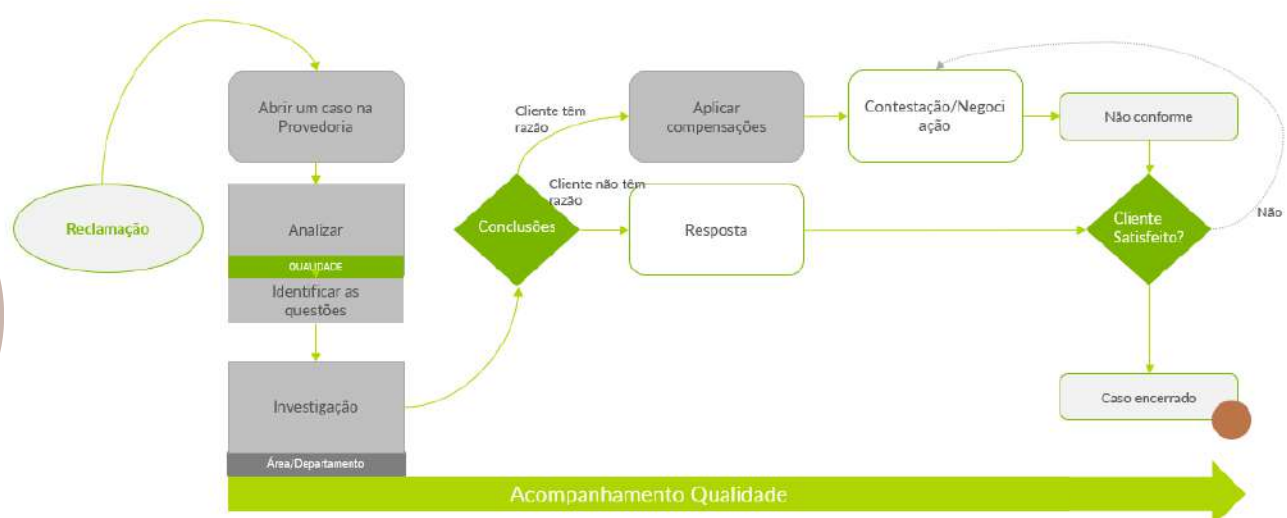 Reclamação
Abrir um caso na
Provedoria
Analizar
QUALIDADE
Identificar as
questões
Investigação
Área/Departamento
Conclusões
Cliente têm
razão
Aplicar
compensações
Contestação/Negoci
ação
Não conforme
Cliente não têm
razão
Resposta
Cliente
Satisfeito?
Não
Caso encerrado
Acompanhamento Qualidade